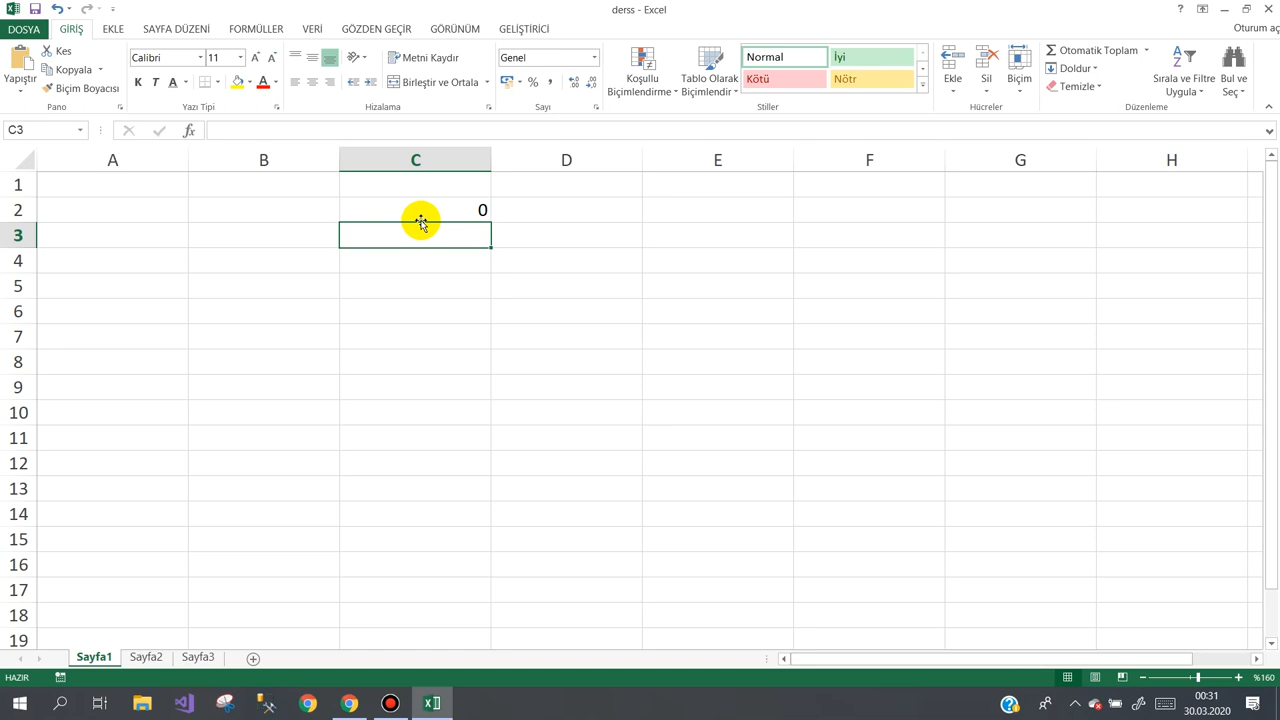 derss - Excel
DOSYA GİRİŞ EKLE SAYFA DÜZENİ FORMÜLLER VERİ GÖZDEN GEÇİR GÖRÜNÜM GELİŞTİRİCİ
Oturum aç
Yapıştır
Kes
Kopyala
Biçim Boyacısı
Pano
Calibri 11
K T A
Yazı Tipi
Metni Kaydır
Birleştir ve Ortala
Hizalama
Genel
%
Sayı
Koşullu Biçimlendirme
Tablo Olarak Biçimlendir
Normal İyi
Kötü Nötr
Stiller
Ekle Sil Biçim
Hücreler
Otomatik Toplam
Doldur
Temizle
Sırala ve Filtre Uygula
Bul ve Seç
Düzenleme
C3 fx
A B C D E F G H
1
2 0
3
4
5
6
7
8
9
10
11
12
13
14
15
16
17
18
19
Sayfa1 Sayfa2 Sayfa3
HAZIR %160
00:31
30.03.2020